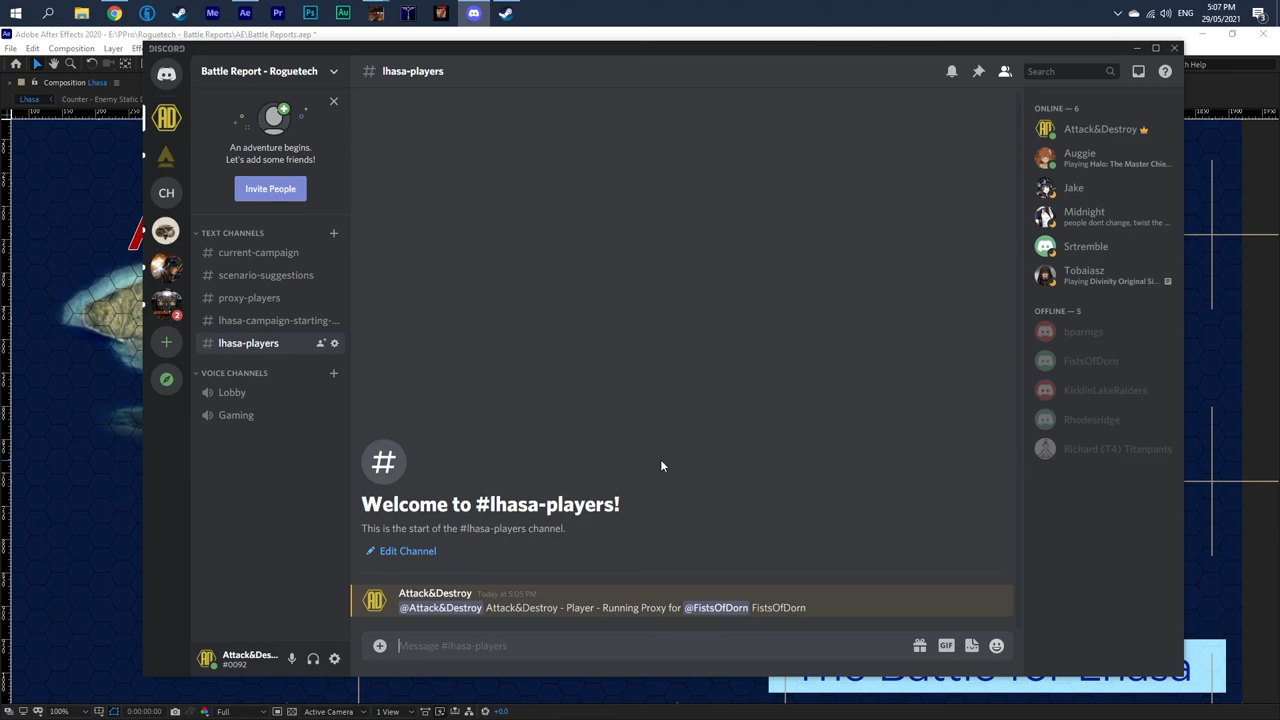 5:07 PM
ENG
29/05/2021
3
Adobe After Effects 2020 - E:\PPro\Roguetech - Battle Reports\AE\Battle Reports.aep *
File Edit Composition Layer
Help
Composition Lhasa
Lhasa
Counter - Enemy Static
DISCORD
Battle Report - Roguetech
lhasa-players
Search
An adventure begins.
Let's add some friends!
Invite People
CH
2
TEXT CHANNELS
# current-campaign
# scenario-suggestions
# proxy-players
# lhasa-campaign-starting-...
# lhasa-players
VOICE CHANNELS
Lobby
Gaming
Attack&Des...
#0092
#
Welcome to #lhasa-players!
This is the start of the #lhasa-players channel.
Edit Channel
Attack&Destroy Today at 5:05 PM
@Attack&Destroy Attack&Destroy - Player - Running Proxy for @FistsOfDorn FistsOfDorn
Message #lhasa-players
GIF
ONLINE — 6
Attack&Destroy
Auggie
Playing Halo: The Master Chie...
Jake
Midnight
people dont change, twist the ...
Srtremble
Tobaiasz
Playing Divinity Original Si...
OFFLINE — 5
bparmgs
FistsOfDorn
KirklinLakeRaiders
Rhodesridge
Richard (T4) Titanpants
The Battle for Lhasa
100%
0:00:00:00
Full
Active Camera
1 View
+0.0